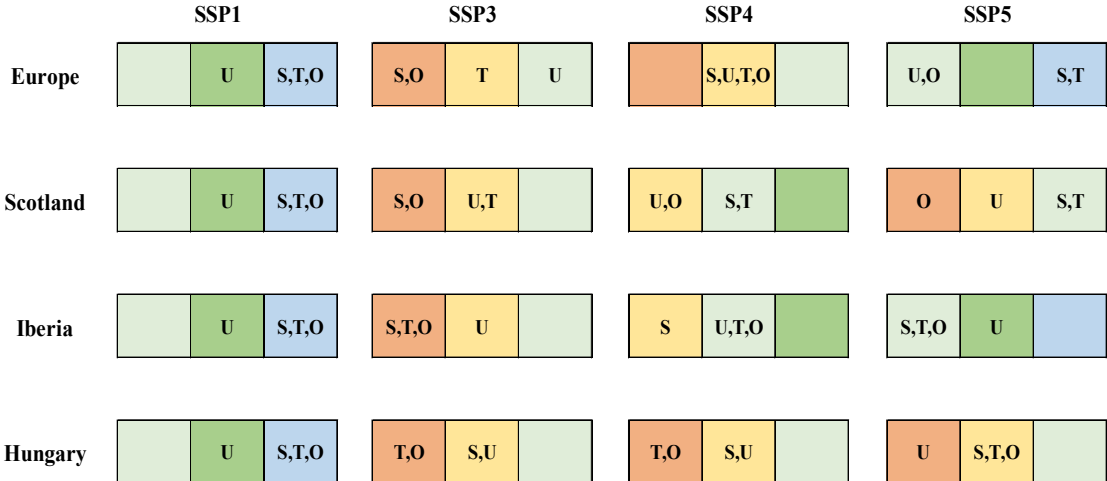 SSP1 SSP3 SSP4 SSP5
Europe U S,T,O S,O T U S,U,T,O U,O S,T
Scotland U S,T,O S,O U,T U,O S,T O U S,T
Iberia U S,T,O S,T,O U S U,T,O S,T,O U
Hungary U S,T,O T,O S,U T,O S,U U S,T,O